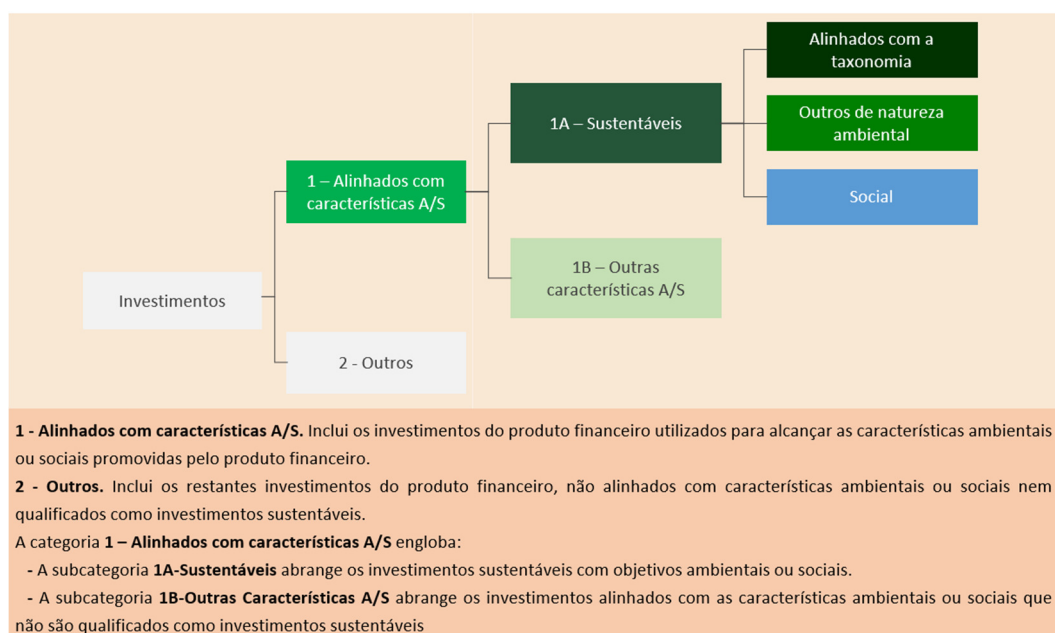 Alinhados com a
taxonomia
1A – Sustentáveis
Outros de natureza
ambiental
1 – Alinhados com
características A/S
Social
1B – Outras
características A/S
Investimentos
2 - Outros
1 - Alinhados com características A/S. Inclui os investimentos do produto financeiro utilizados para alcançar as características ambientais
ou sociais promovidas pelo produto financeiro.
2 - Outros. Inclui os restantes investimentos do produto financeiro, não alinhados com características ambientais ou sociais nem
qualificados como investimentos sustentáveis.
A categoria 1 – Alinhados com características A/S engloba:
- A subcategoria 1A-Sustentáveis abrange os investimentos sustentáveis com objetivos ambientais ou sociais.
- A subcategoria 1B-Outras Características A/S abrange os investimentos alinhados com as características ambientais ou sociais que
não são qualificados como investimentos sustentáveis